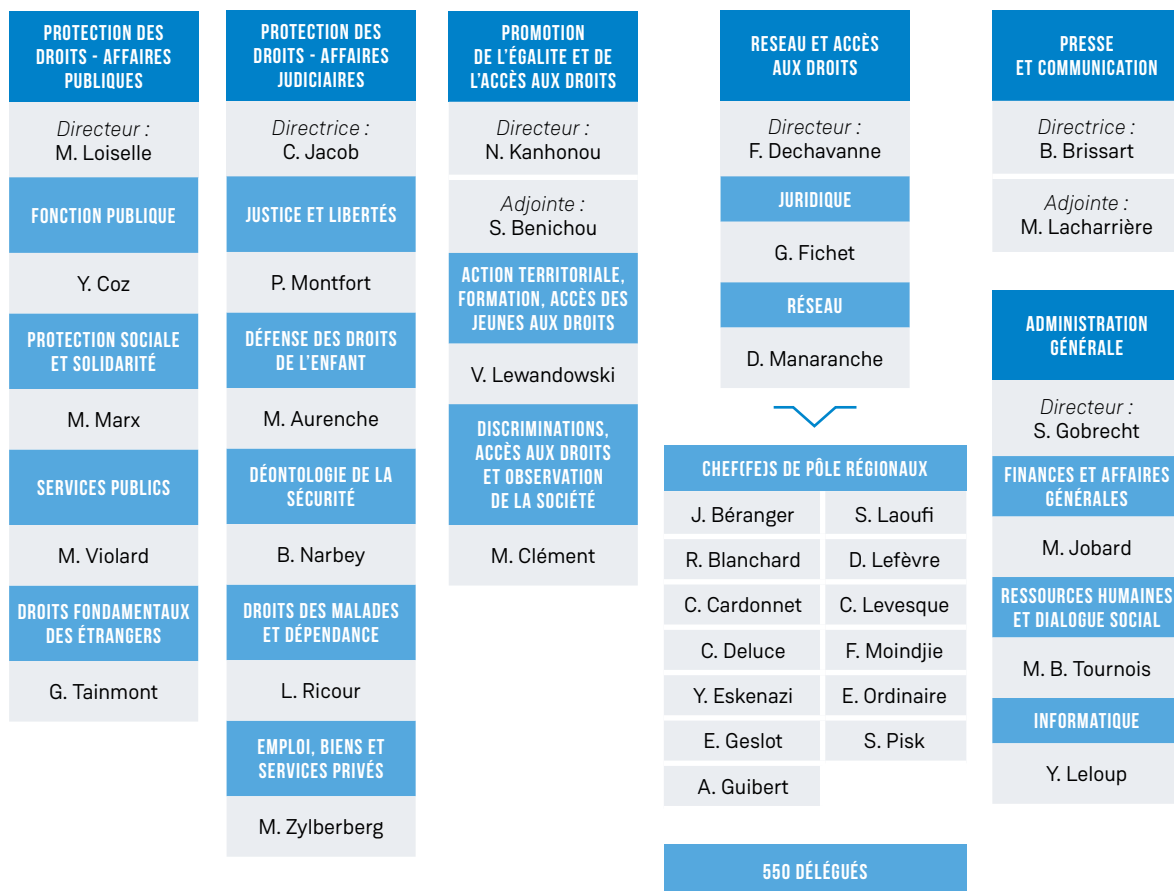 PROTECTION DES
DROITS - AFFAIRES
PUBLIQUES
Directeur :
M. Loiselle
FONCTION PUBLIQUE
Y. Coz
PROTECTION SOCIALE
ET SOLIDARITÉ
M. Marx
SERVICES PUBLICS
M. Violard
DROITS FONDAMENTAUX
DES ÉTRANGERS
G. Tainmont
PROTECTION DES
DROITS - AFFAIRES
JUDICIAIRES
Directrice :
C. Jacob
JUSTICE ET LIBERTÉS
P. Montfort
DÉFENSE DES DROITS
DE L'ENFANT
M. Aurenche
DÉONTOLOGIE DE LA
SÉCURITÉ
B. Narbey
DROITS DES MALADES
ET DÉPENDANCE
L. Ricour
EMPLOI, BIENS ET
SERVICES PRIVÉS
M. Zylberberg
PROMOTION
DE L'ÉGALITE ET DE
L'ACCÈS AUX DROITS
Directeur :
N. Kanhonou
Adjointe :
S. Benichou
ACTION TERRITORIALE,
FORMATION, ACCÈS DES
JEUNES AUX DROITS
V. Lewandowski
DISCRIMINATIONS,
ACCÈS AUX DROITS
ET OBSERVATION
DE LA SOCIÉTÉ
M. Clément
RESEAU ET ACCÈS
AUX DROITS
Directeur :
F. Dechavanne
JURIDIQUE
G. Fichet
RÉSEAU
D. Manaranche
CHEF(FE)S DE PÔLE RÉGIONAUX
J. Béranger
S. Laoufi
R. Blanchard
D. Lefèvre
C. Cardonnet
C. Levesque
C. Deluce
F. Moindjie
Y. Eskenazi
E. Ordinaire
E. Geslot
S. Pisk
A. Guibert
550 DÉLÉGUÉS
PRESSE
ET COMMUNICATION
Directrice :
B. Brissart
Adjointe :
M. Lacharrière
ADMINISTRATION
GÉNÉRALE
Directeur :
S. Gobrecht
FINANCES ET AFFAIRES
GÉNÉRALES
M. Jobard
RESSOURCES HUMAINES
ET DIALOGUE SOCIAL
M. B. Tournois
INFORMATIQUE
Y. Leloup